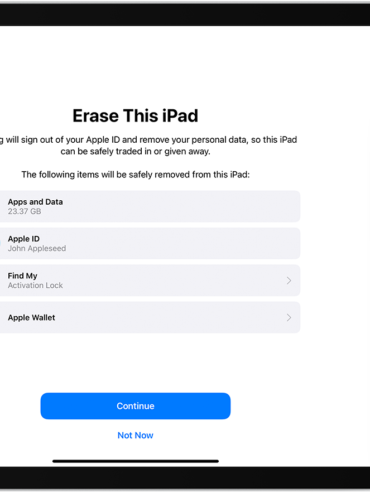 Erase This iPad
g will sign out of your Apple ID and remove your personal data, so this iPad
can be safely traded in or given away.
The following items will be safely removed from this iPad:
Apps and Data
23.37 GB
Apple ID
John Appleseed
Find My
Activation Lock
Apple Wallet
Continue
Not Now